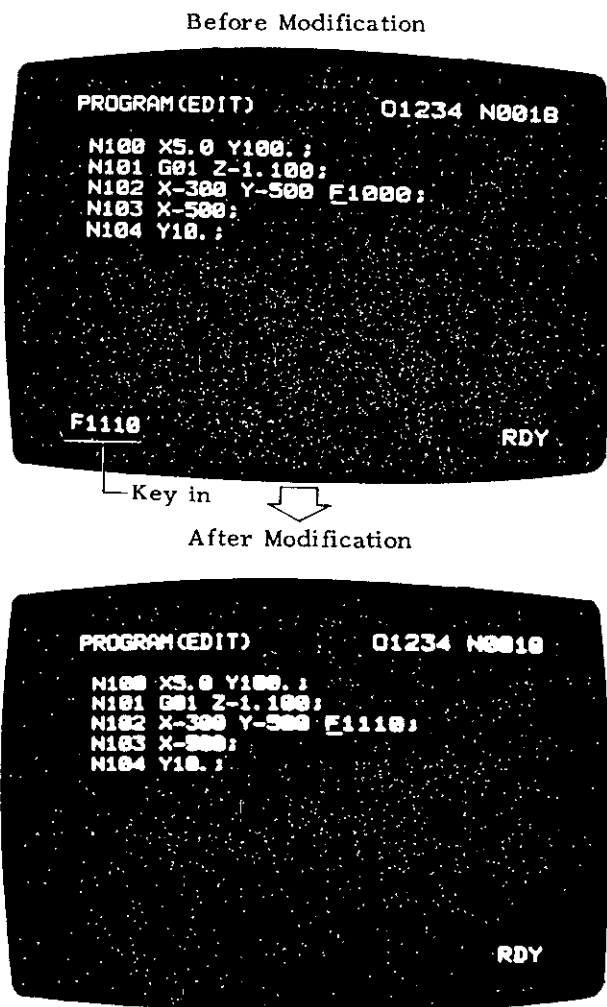 Before Modification
PROGRAM(EDIT) O1234 N0018
N100 X5.0 Y100.;
N101 G01 Z-1.100;
N102 X-300 Y-500 F1000;
N103 X-500;
N104 Y10.;
F1110
RDY
Key in
After Modification
PROGRAM(EDIT) O1234 N0018
N100 X5.0 Y100.;
N101 G01 Z-1.100;
N102 X-300 Y-500 F1110;
N103 X-500;
N104 Y10.;
RDY